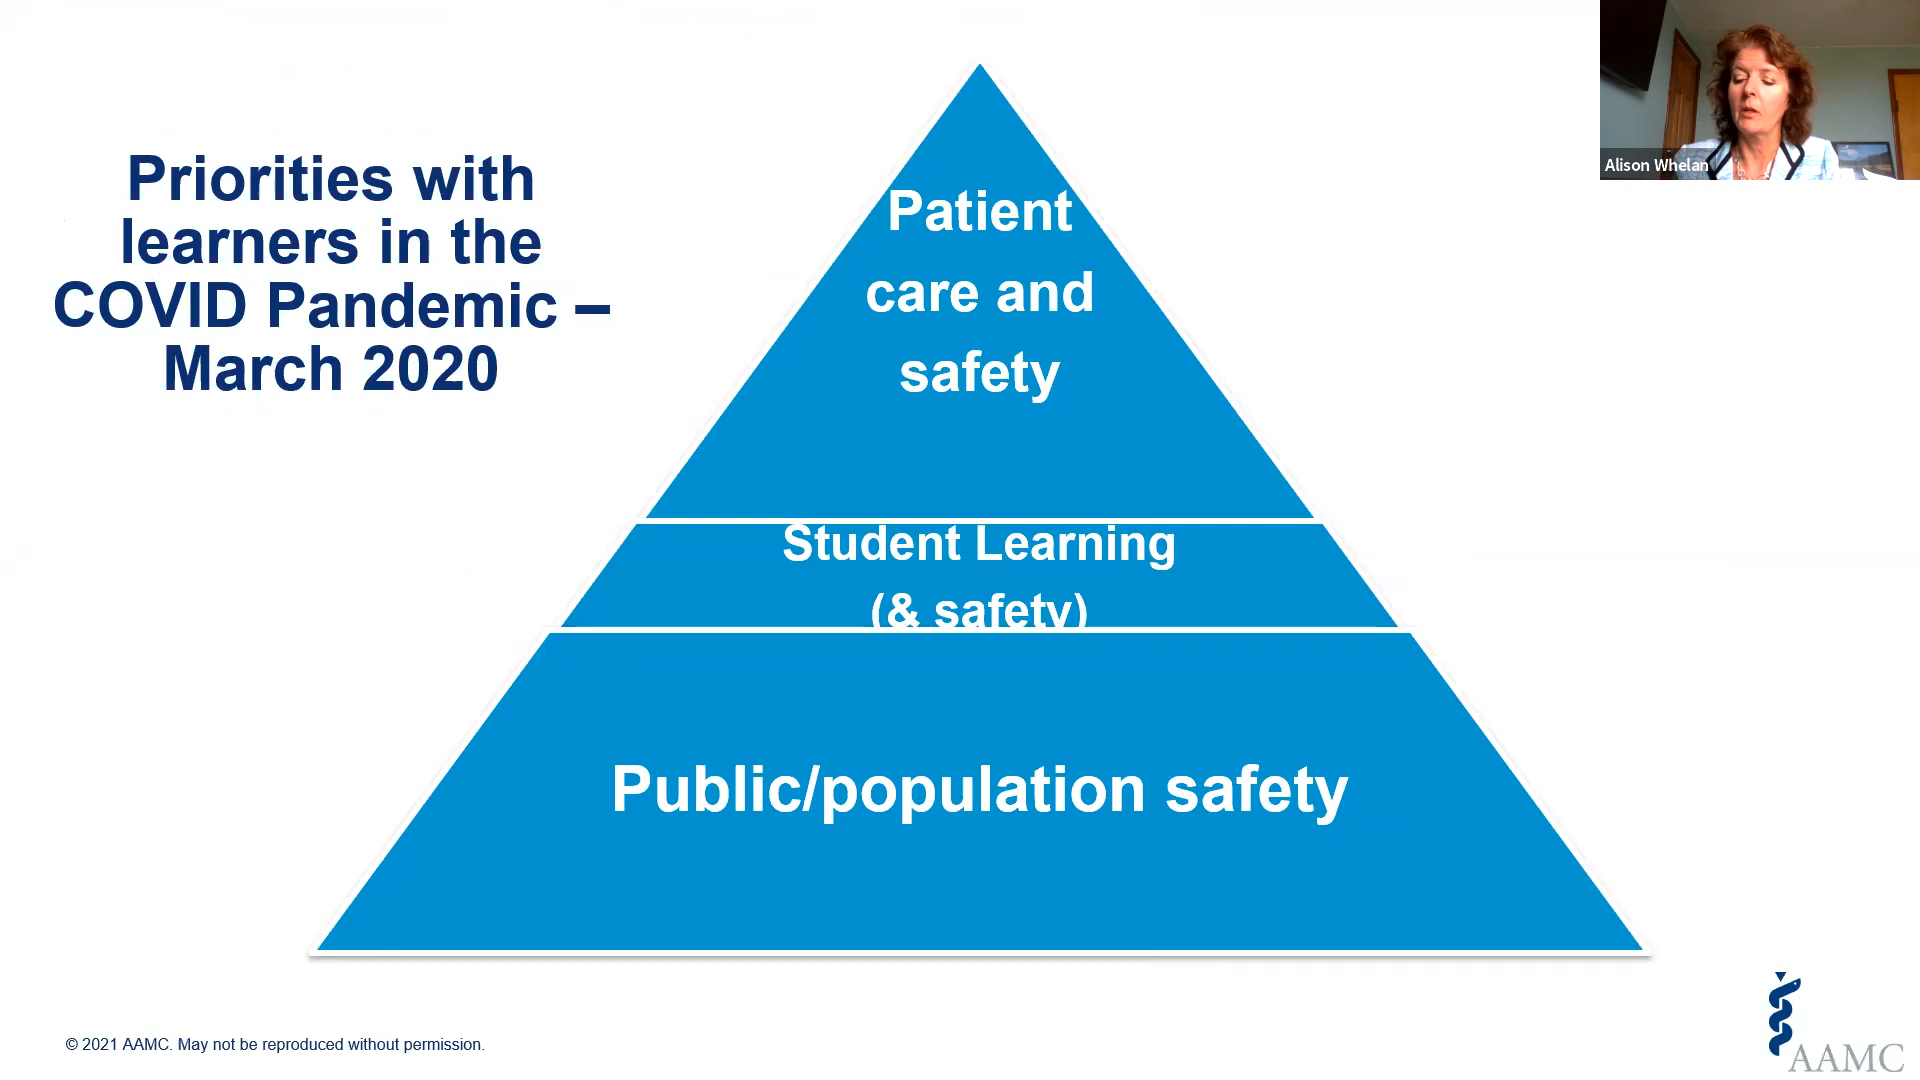 Priorities with
learners in the
COVID Pandemic –
March 2020
Patient
care and
safety
Student Learning
(& safety)
Public/population safety
Alison Whelan
© 2021 AAMC. May not be reproduced without permission.
AAMC